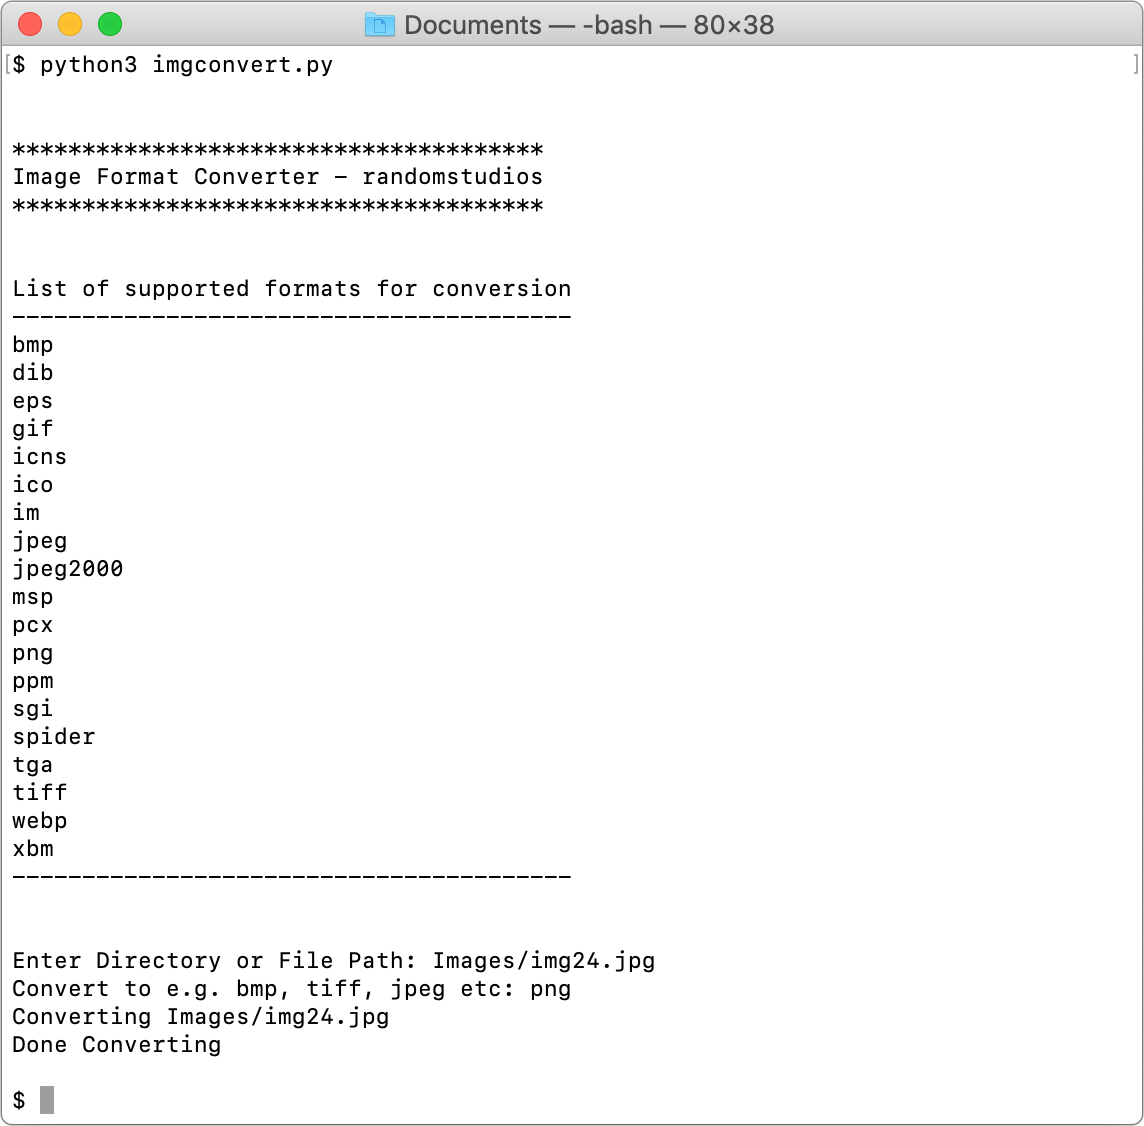 Documents — -bash — 80×38
$ python3 imgconvert.py
**************************************
Image Format Converter - randomstudios
**************************************
List of supported formats for conversion
----------------------------------------
bmp
dib
eps
gif
icns
ico
im
jpeg
jpeg2000
msp
pcx
png
ppm
sgi
spider
tga
tiff
webp
xbm
----------------------------------------
Enter Directory or File Path: Images/img24.jpg
Convert to e.g. bmp, tiff, jpeg etc: png
Converting Images/img24.jpg
Done Converting
$